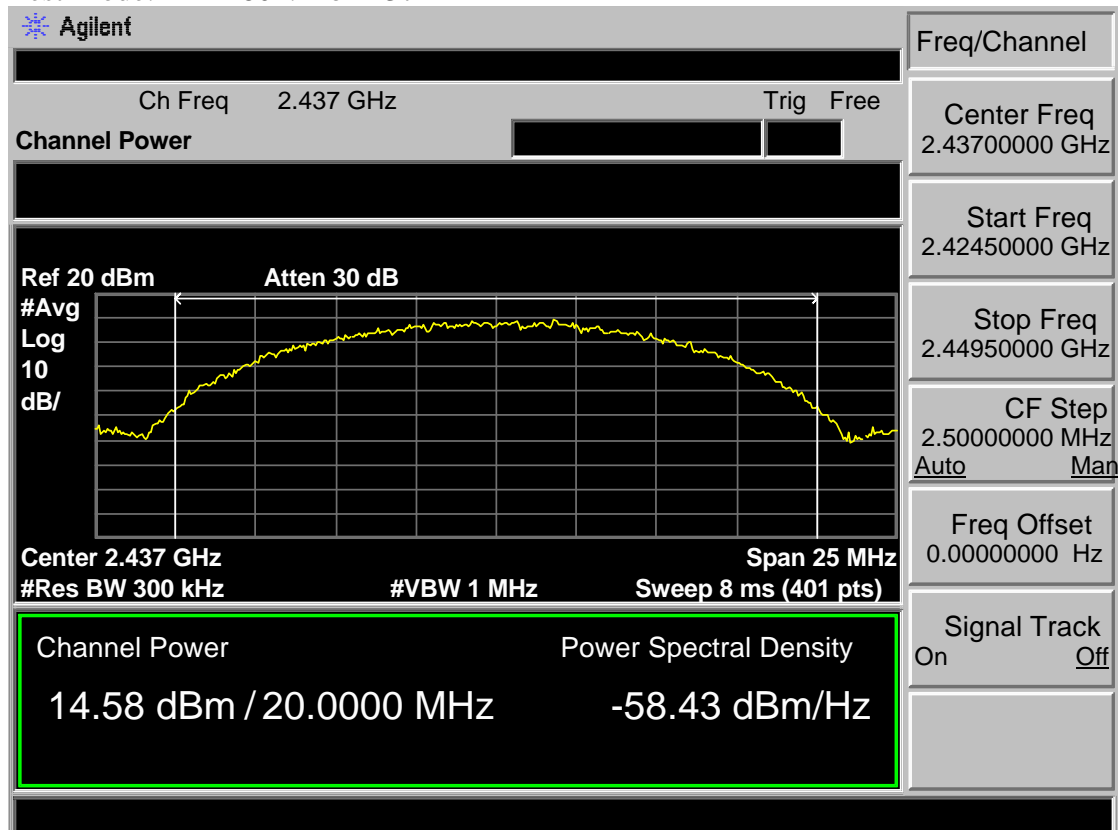 Agilent
Freq/Channel
Ch Freq 2.437 GHz Trig Free
Channel Power
Center Freq
2.43700000 GHz
Start Freq
2.42450000 GHz
Stop Freq
2.44950000 GHz
CF Step
2.50000000 MHz
Auto Man
Freq Offset
0.00000000 Hz
Signal Track
On Off
Ref 20 dBm Atten 30 dB
#Avg
Log
10
dB/
Center 2.437 GHz Span 25 MHz
#Res BW 300 kHz #VBW 1 MHz Sweep 8 ms (401 pts)
Channel Power Power Spectral Density
14.58 dBm / 20.0000 MHz -58.43 dBm/Hz